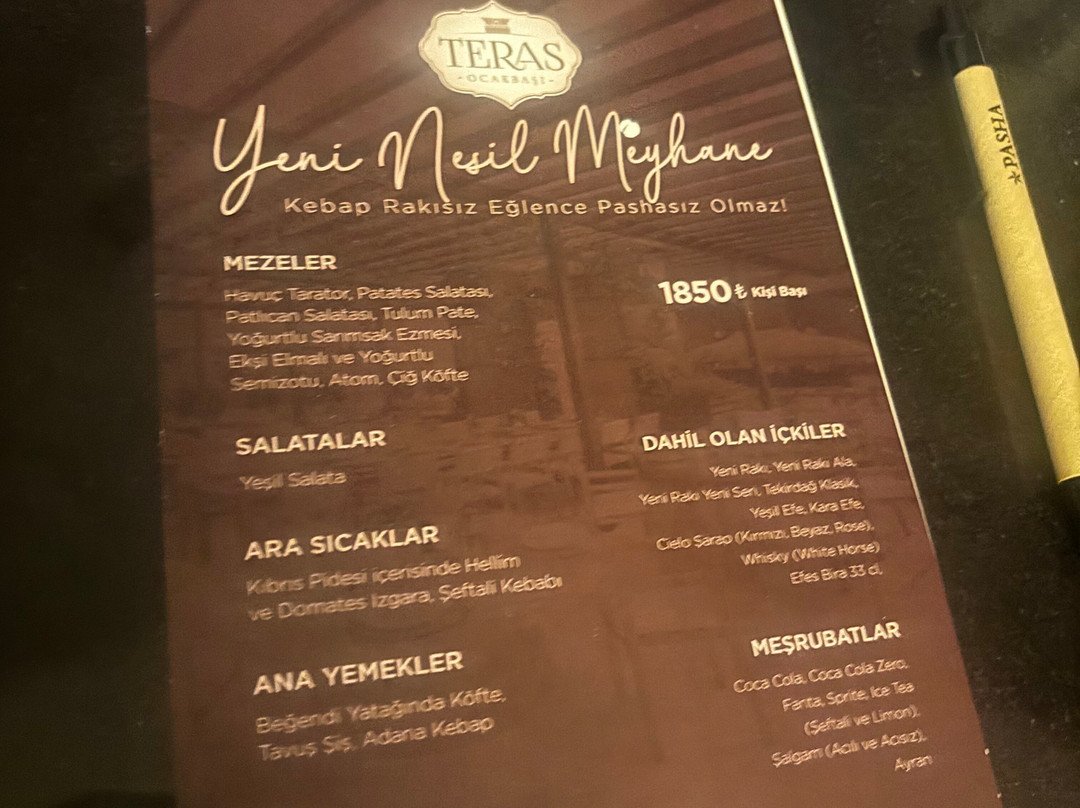 TERAS
- OCAKBAŞI -
Yeni Nesil Meyhane
Kebap Rakısız Eğlence Pashasız Olmaz!
MEZELER
Havuç Tarator, Patates Salatası,
Patlıcan Salatası, Tulum Pate,
Yoğurtlu Sarımsak Ezmesi,
Ekşi Elmalı ve Yoğurtlu
Semizotu, Atom, Çiğ Köfte
SALATALAR
Yeşil Salata
ARA SICAKLAR
Kıbrıs Pidesi içerisinde Hellim
ve Domates Izgara, Şeftali Kebabı
ANA YEMEKLER
Beğendi Yatağında Köfte,
Tavuş Şiş, Adana Kebap
1850 ₺ Kişi Başı
DAHİL OLAN İÇKİLER
Yeni Rakı, Yeni Rakı Ala,
Yeni Rakı Yeni Seri, Tekirdağ Klasik,
Yeşil Efe, Kara Efe,
Cielo Şarap (Kırmızı, Beyaz, Rose),
Whisky (White Horse)
Efes Bira 33 cl,
MEŞRUBATLAR
Coca Cola, Coca Cola Zero,
Fanta, Sprite, Ice Tea
(Şeftali ve Limon),
Şalgam (Acılı ve Acısız),
Ayran
★PASHA